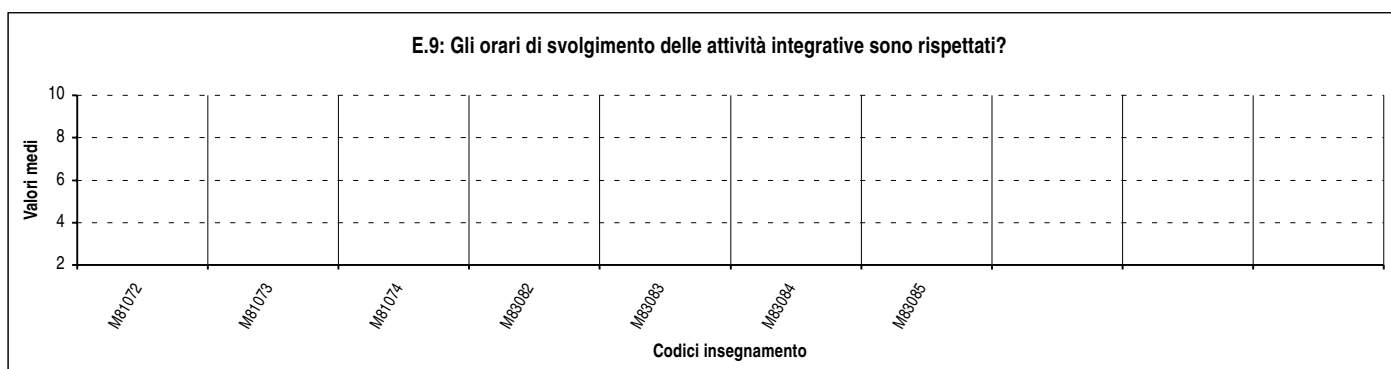 E.9: Gli orari di svolgimento delle attività integrative sono rispettati?
10
8
6
4
2
Valori medi
M81072
M81073
M81074
M83082
M83083
M83084
M83085
Codici insegnamento